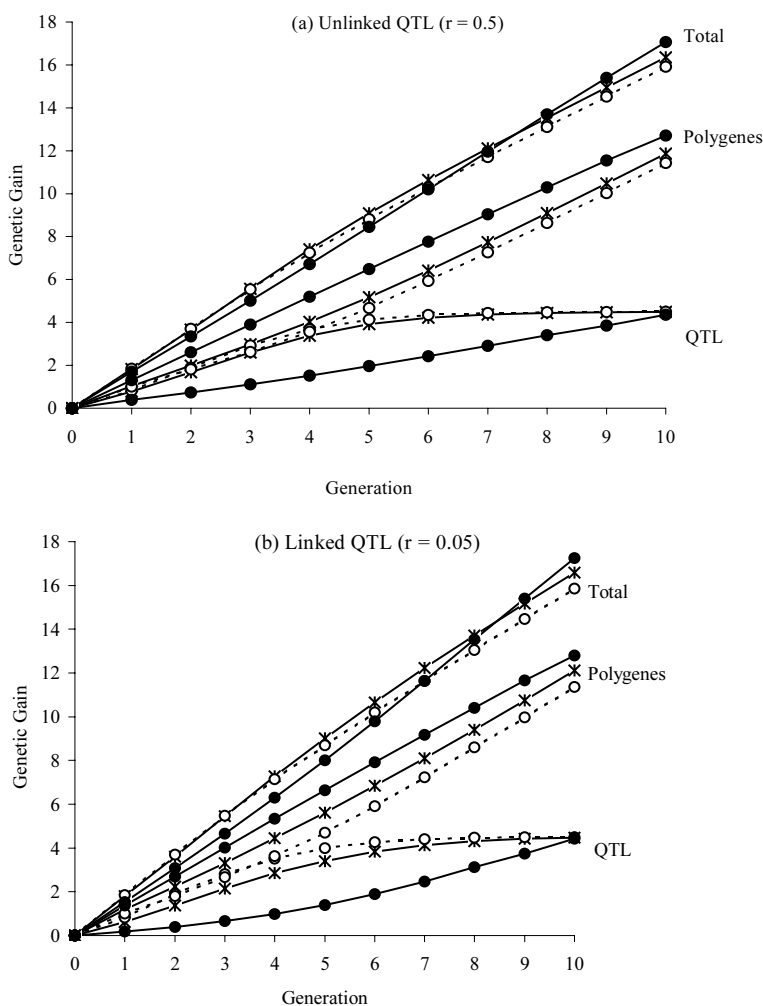 (a) Unlinked QTL (r = 0.5)
18
16
14
12
10
8
6
4
2
0
Genetic Gain
Total
Polygenes
QTL
0 1 2 3 4 5 6 7 8 9 10
Generation
(b) Linked QTL (r = 0.05)
18
16
14
12
10
8
6
4
2
0
Genetic Gain
Total
Polygenes
QTL
0 1 2 3 4 5 6 7 8 9 10
Generation